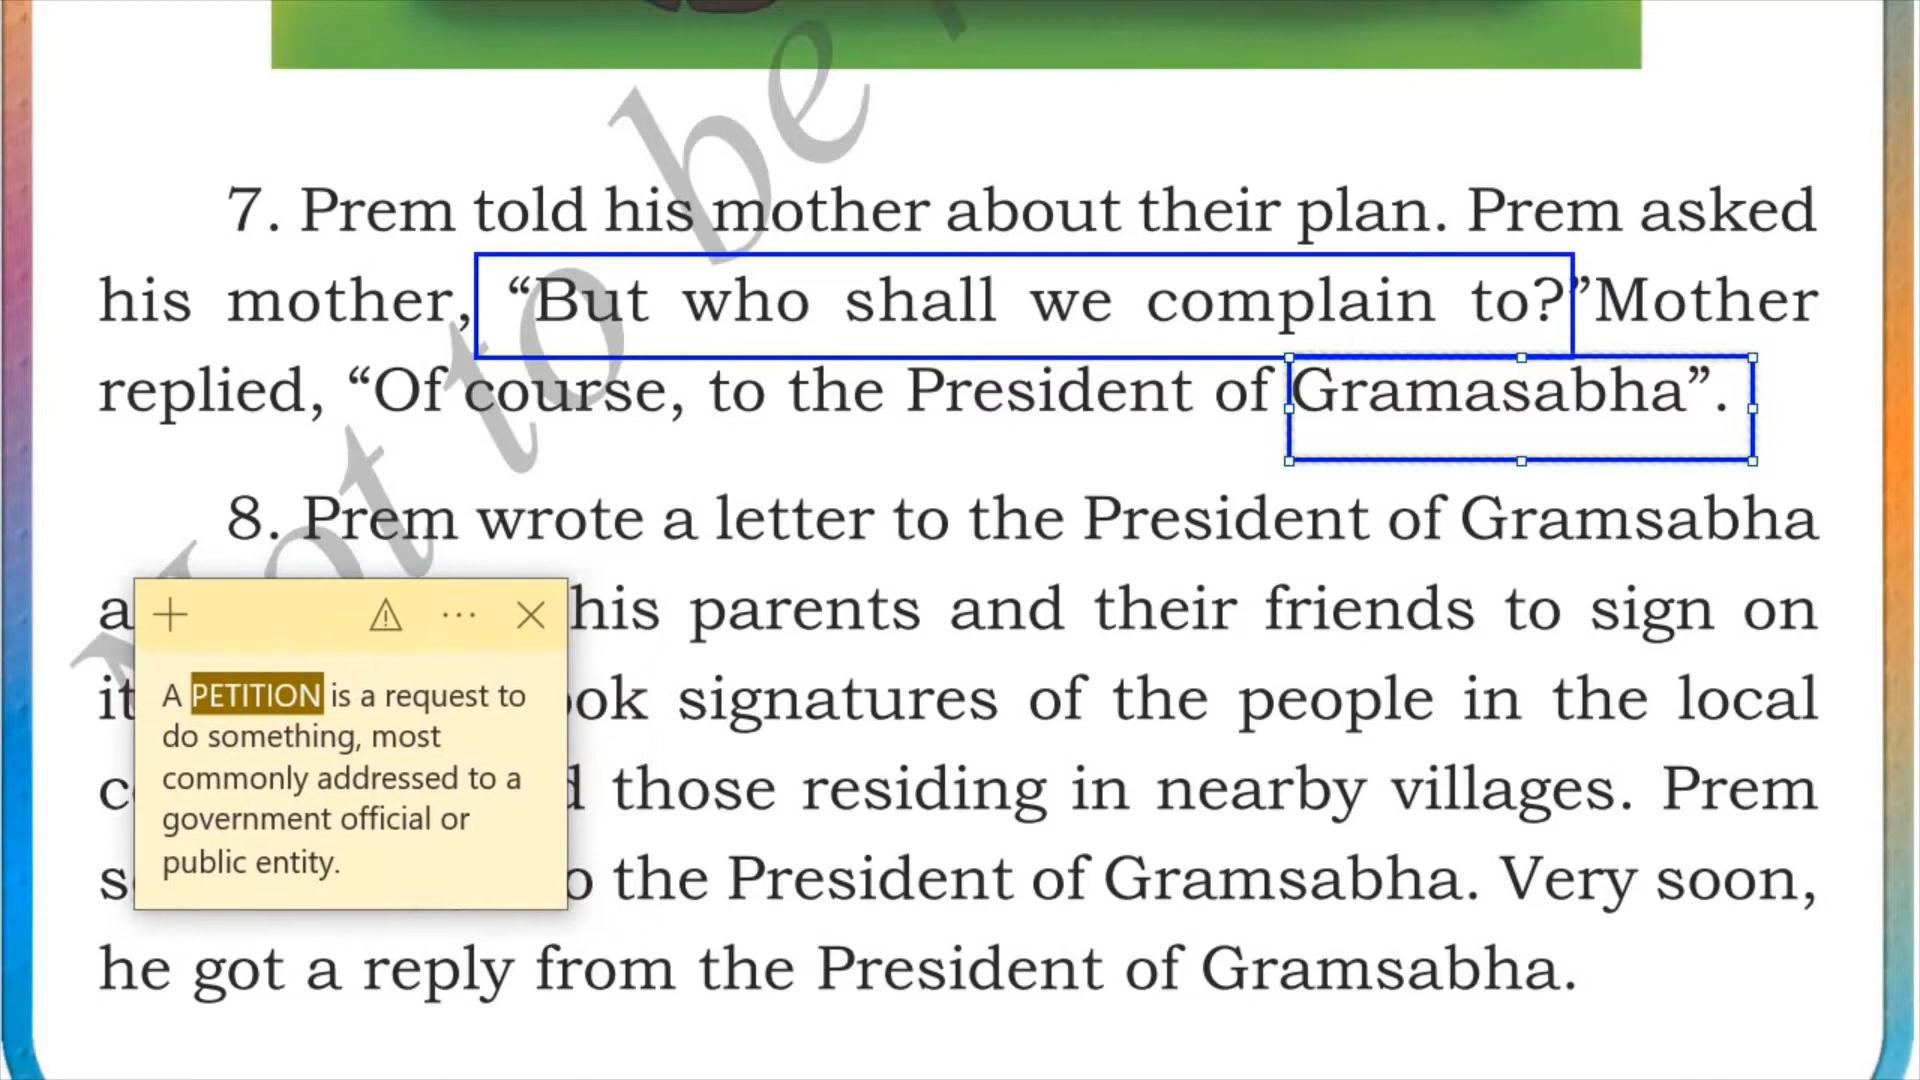 Not to be
7. Prem told his mother about their plan. Prem asked
his mother, “But who shall we complain to?”Mother
replied, “Of course, to the President of Gramasabha”.
8. Prem wrote a letter to the President of Gramsabha
a his parents and their friends to sign on
it ok signatures of the people in the local
c d those residing in nearby villages. Prem
s o the President of Gramsabha. Very soon,
he got a reply from the President of Gramsabha.
A PETITION is a request to
do something, most
commonly addressed to a
government official or
public entity.